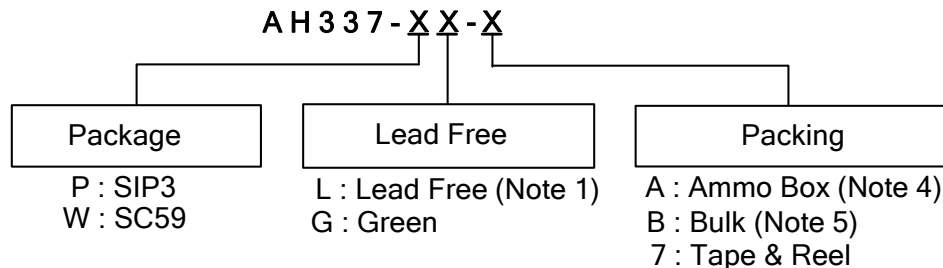 AH337-XX-X
Package
Lead Free
Packing
P : SIP3
W : SC59
L : Lead Free (Note 1)
G : Green
A : Ammo Box (Note 4)
B : Bulk (Note 5)
7 : Tape & Reel